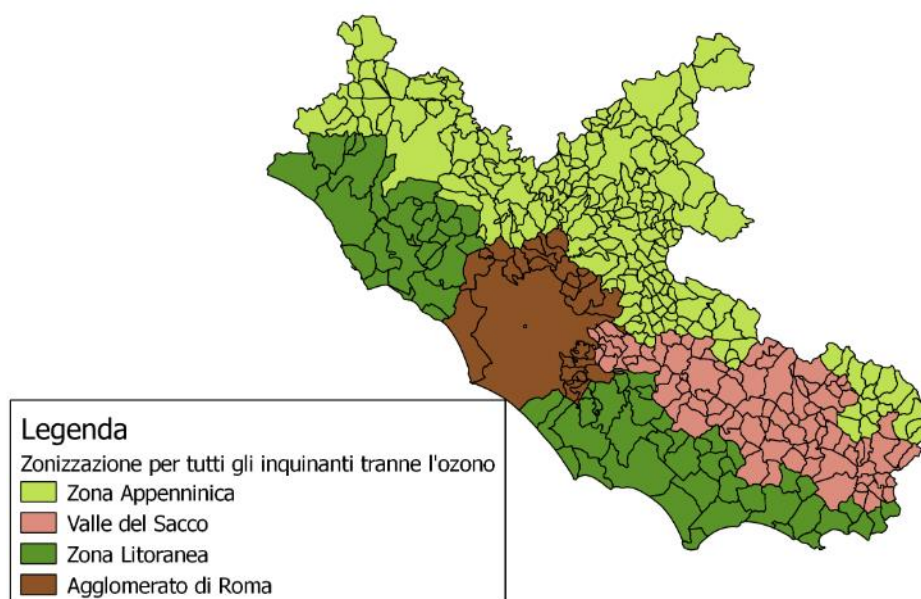 Legenda
Zonizzazione per tutti gli inquinanti tranne l'ozono
Zona Appenninica
Valle del Sacco
Zona Litoranea
Agglomerato di Roma